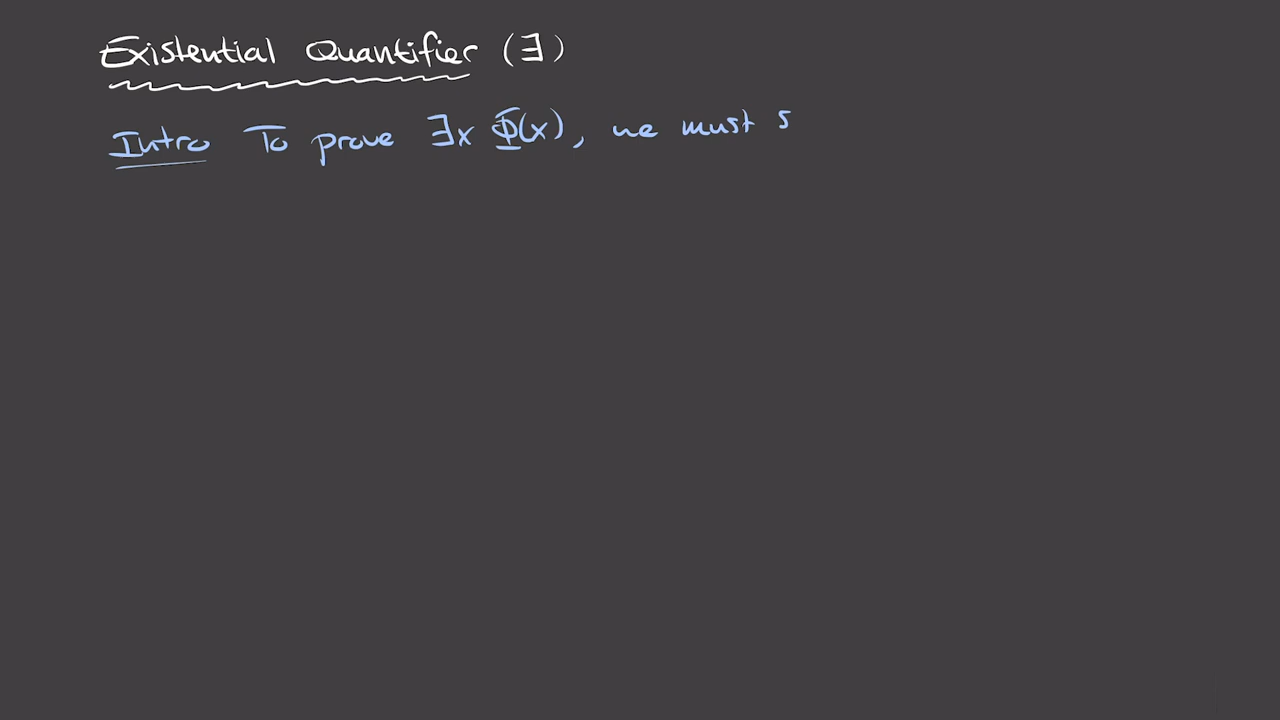 Existential Quantifier (∃)
Intro To prove ∃x Φ(x), we must s